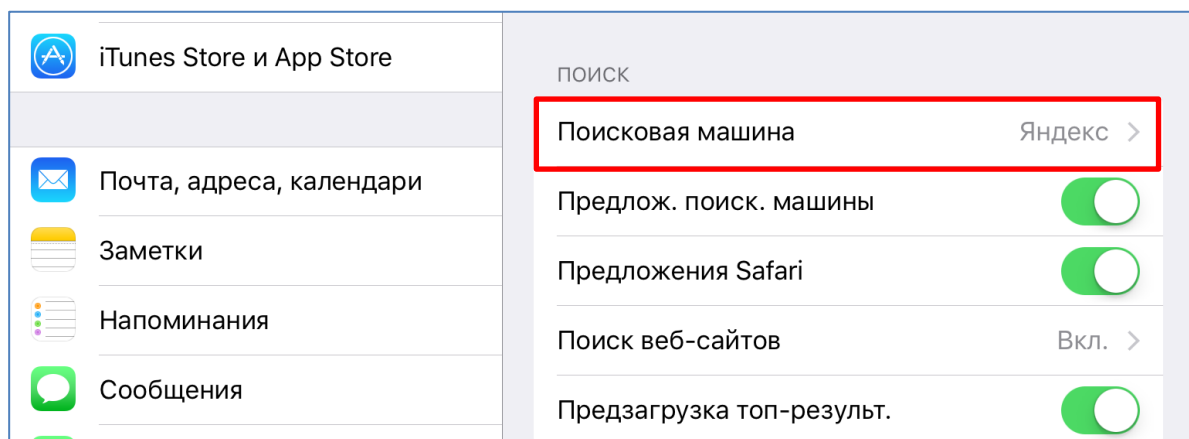 iTunes Store и App Store
Почта, адреса, календари
Заметки
Напоминания
Сообщения
ПОИСК
Поисковая машина Яндекс
Предлож. поиск. машины
Предложения Safari
Поиск веб-сайтов Вкл.
Предзагрузка топ-результ.